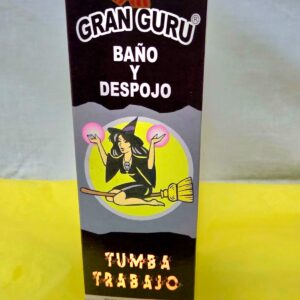 GRAN GURU®
BAÑO
Y
DESPOJO
TUMBA
TRABAJO